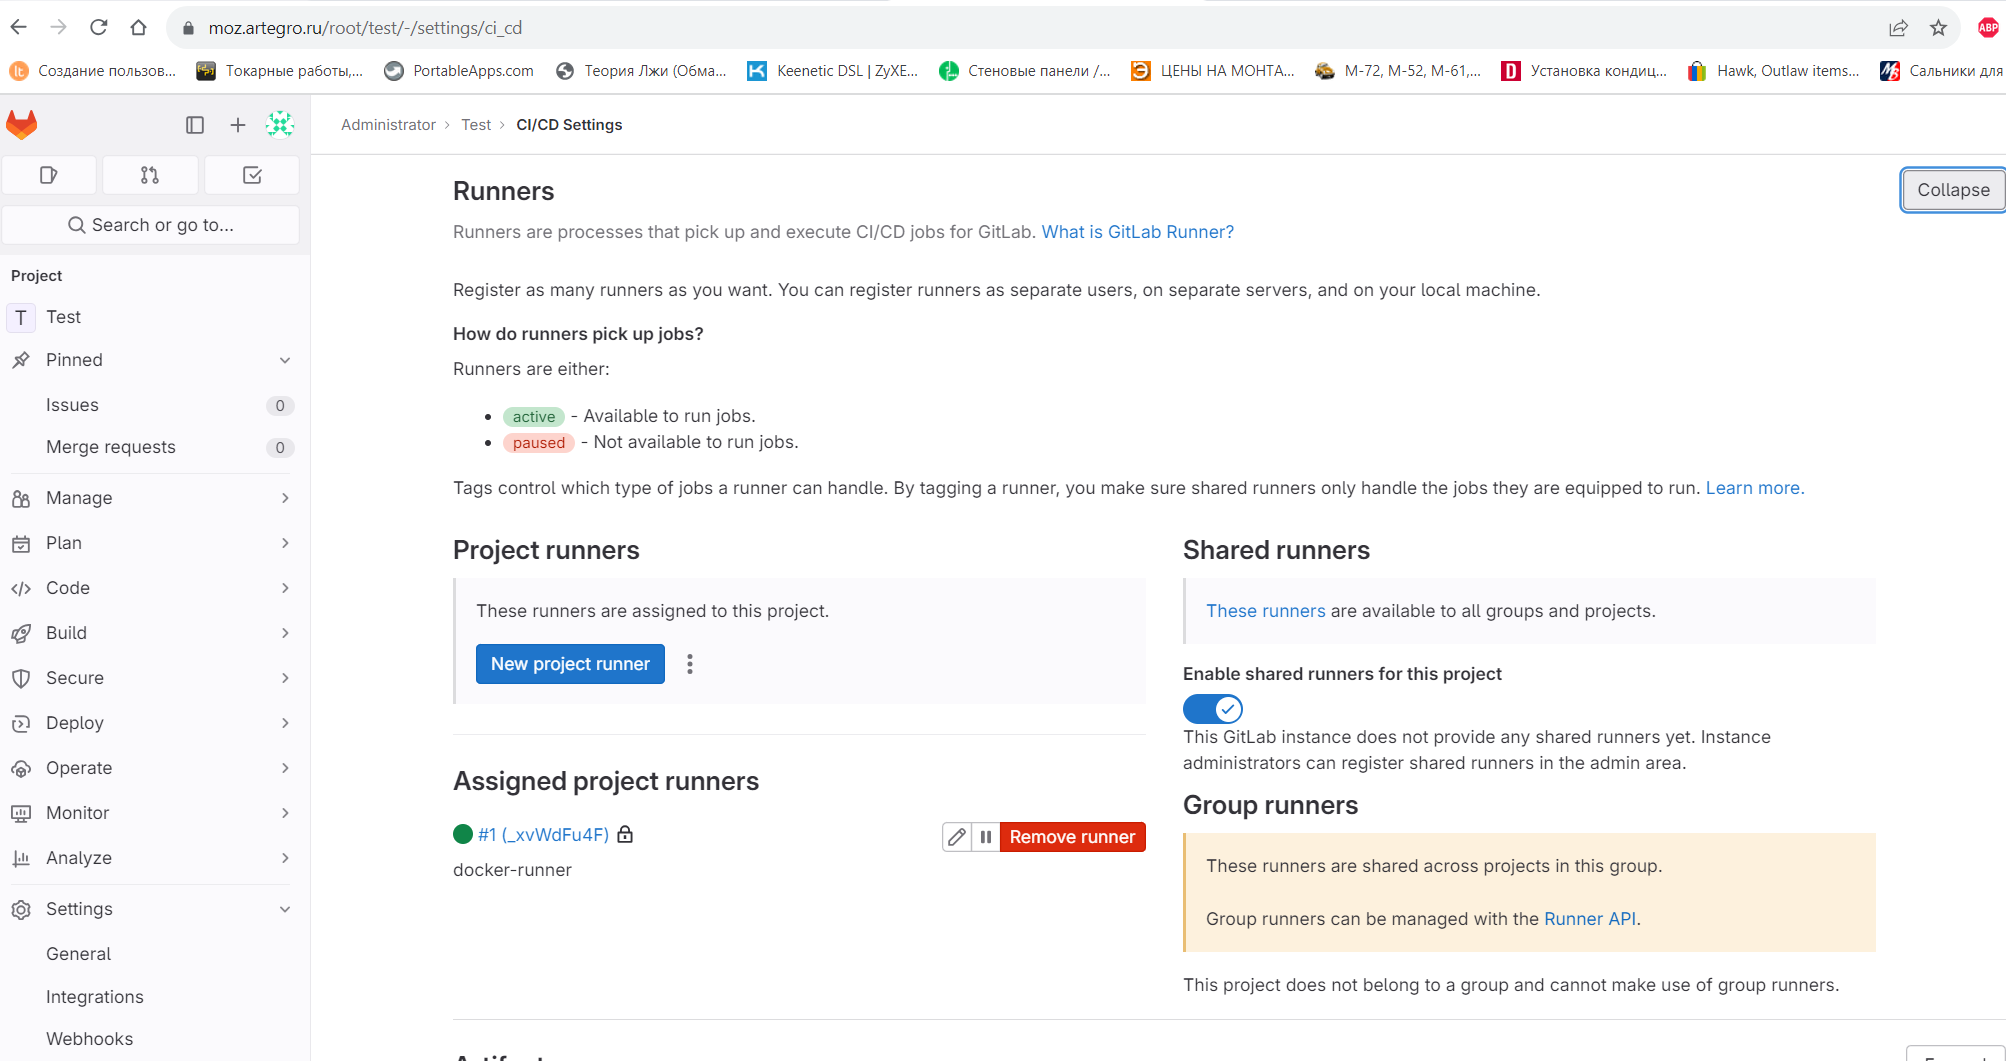 moz.artegro.ru/root/test/-/settings/ci_cd
ABP
Создание пользов...
Токарные работы,...
PortableApps.com
Теория Лжи (Обма...
Keenetic DSL | ZyXE...
Стеновые панели /...
ЦЕНЫ НА МОНТА...
М-72, М-52, М-61,...
Установка кондиц...
Hawk, Outlaw items...
Сальники для
Administrator
Test
CI/CD Settings
Search or go to...
Project
T
Test
Pinned
Issues
0
Merge requests
0
Manage
Plan
Code
Build
Secure
Deploy
Operate
Monitor
Analyze
Settings
General
Integrations
Webhooks
Runners
Collapse
Runners are processes that pick up and execute CI/CD jobs for GitLab. What is GitLab Runner?
Register as many runners as you want. You can register runners as separate users, on separate servers, and on your local machine.
How do runners pick up jobs?
Runners are either:
active - Available to run jobs.
paused - Not available to run jobs.
Tags control which type of jobs a runner can handle. By tagging a runner, you make sure shared runners only handle the jobs they are equipped to run. Learn more.
Project runners
These runners are assigned to this project.
New project runner
Assigned project runners
#1 (_xvWdFu4F)
Remove runner
docker-runner
Shared runners
These runners are available to all groups and projects.
Enable shared runners for this project
This GitLab instance does not provide any shared runners yet. Instance
administrators can register shared runners in the admin area.
Group runners
These runners are shared across projects in this group.
Group runners can be managed with the Runner API.
This project does not belong to a group and cannot make use of group runners.